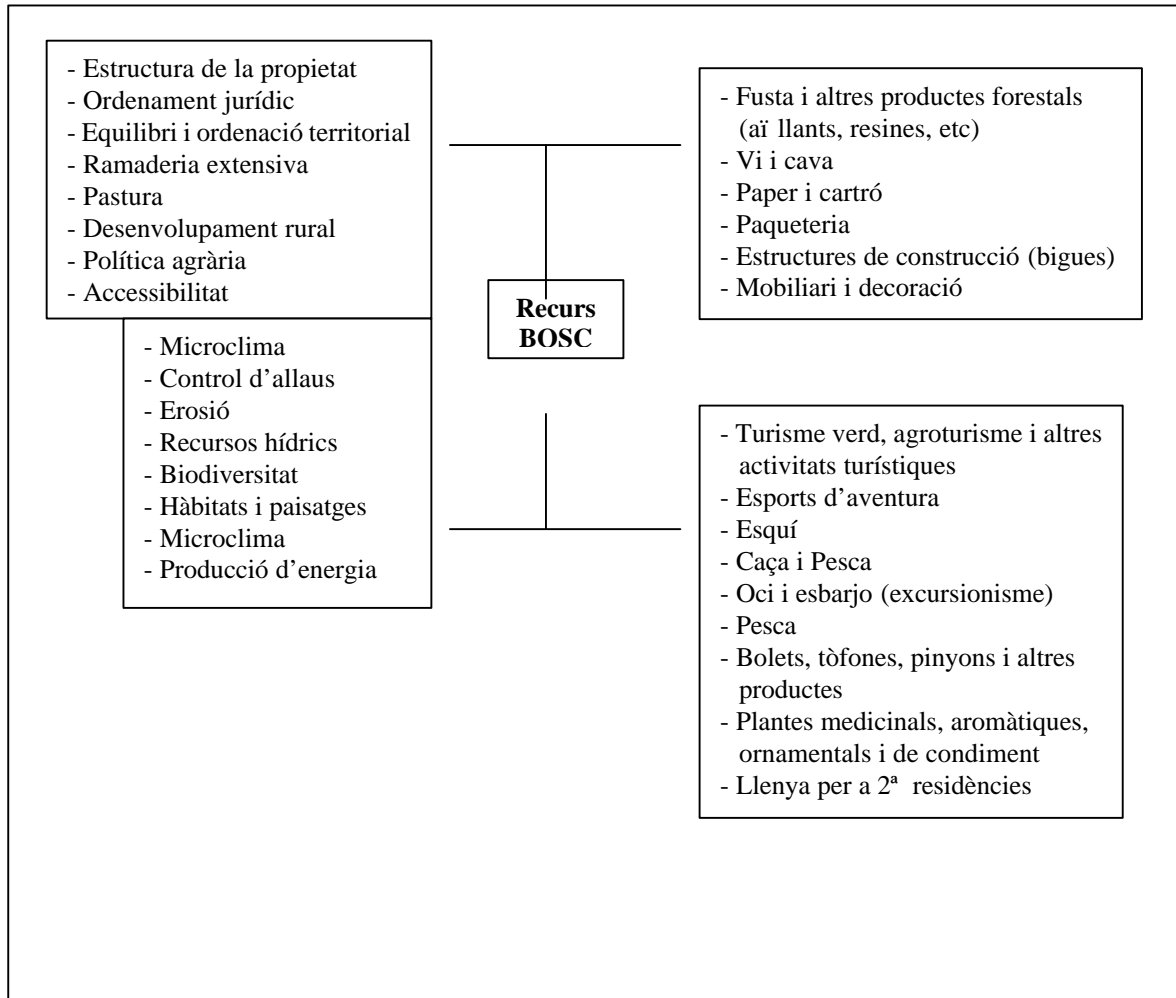 - Estructura de la propietat
- Ordenament jurídic
- Equilibri i ordenació territorial
- Ramaderia extensiva
- Pastura
- Desenvolupament rural
- Política agrària
- Accessibilitat
- Microclima
- Control d’allaus
- Erosió
- Recursos hídrics
- Biodiversitat
- Hàbitats i paisatges
- Microclima
- Producció d’energia
Recurs
BOSC
- Fusta i altres productes forestals
(aï llants, resines, etc)
- Vi i cava
- Paper i cartró
- Paqueteria
- Estructures de construcció (bigues)
- Mobiliari i decoració
- Turisme verd, agroturisme i altres
activitats turístiques
- Esports d’aventura
- Esquí
- Caça i Pesca
- Oci i esbarjo (excursionisme)
- Pesca
- Bolets, tòfones, pinyons i altres
productes
- Plantes medicinals, aromàtiques,
ornamentals i de condiment
- Llenya per a 2ª residències